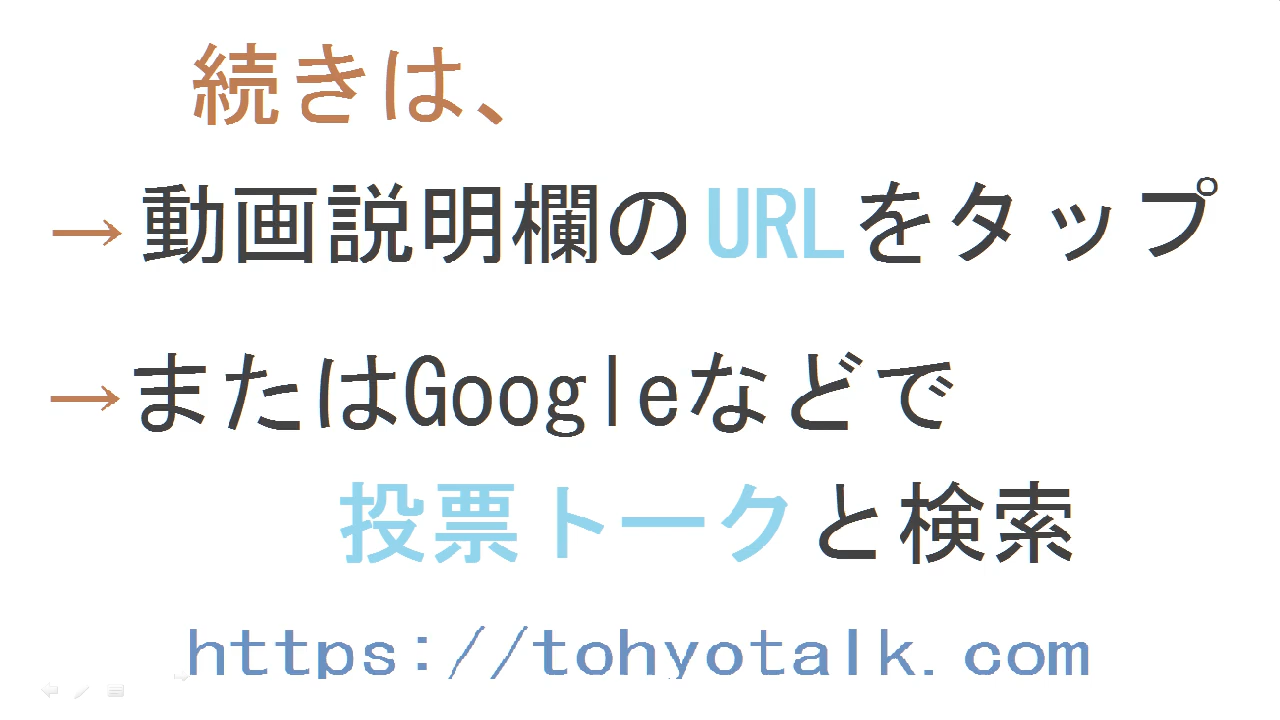 続きは、
→動画説明欄のURLをタップ
→またはGoogleなどで
投票トークと検索
https://tohyotalk.com